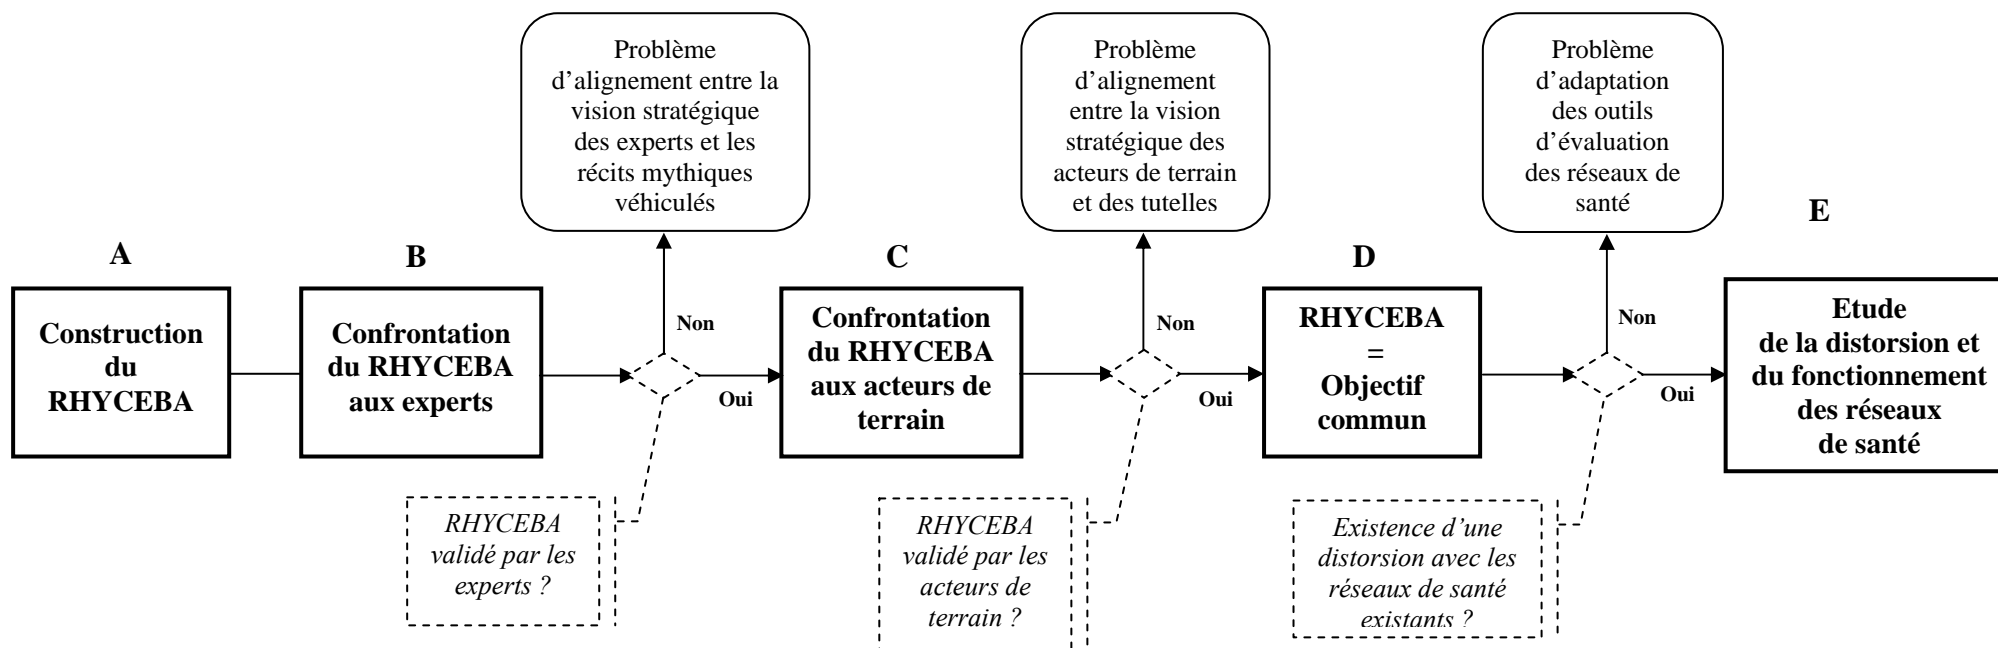 Problème
d’alignement entre la
vision stratégique
des experts et les
récits mythiques
véhiculés
Problème
d’alignement
entre la vision
stratégique des
acteurs de terrain
et des tutelles
Problème
d’adaptation
des outils
d’évaluation
des réseaux de
santé
A
B
C
D
E
Construction
du
RHYCEBA
Confrontation
du RHYCEBA
aux experts
Non
Oui
Confrontation
du RHYCEBA
aux acteurs de
terrain
Non
Oui
RHYCEBA
=
Objectif
commun
Non
Oui
Etude
de la distorsion et
du fonctionnement
des réseaux
de santé
RHYCEBA
validé par les
experts ?
RHYCEBA
validé par les
acteurs de
terrain ?
Existence d’une
distorsion avec les
réseaux de santé
existants ?